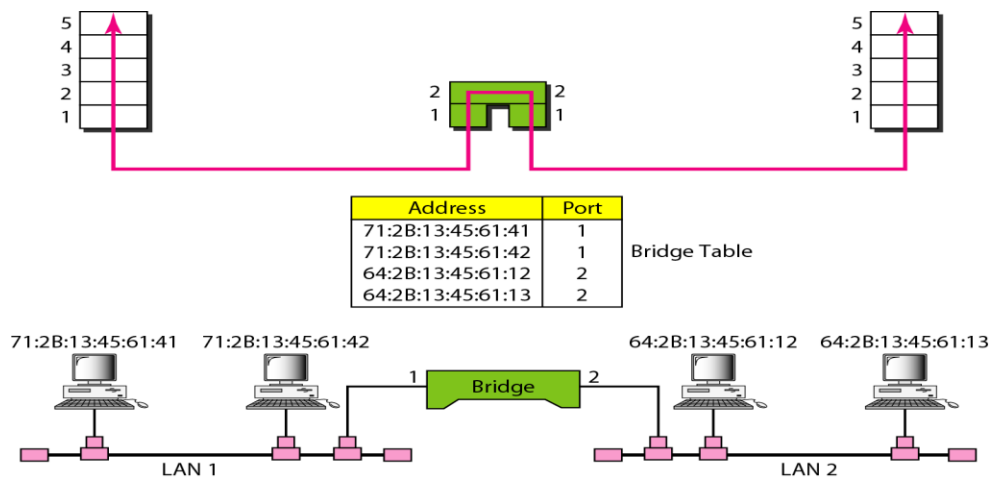 5
4
3
2
1
2
1
2
1
5
4
3
2
1
Address Port
71:2B:13:45:61:41 1
71:2B:13:45:61:42 1
64:2B:13:45:61:12 2
64:2B:13:45:61:13 2
Bridge Table
71:2B:13:45:61:41 71:2B:13:45:61:42 64:2B:13:45:61:12 64:2B:13:45:61:13
1 Bridge 2
LAN 1 LAN 2